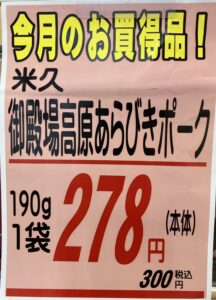 今月のお買得品!
米久
御殿場高原あらびきポーク
190g
1袋
278円
(本体)
300税込円